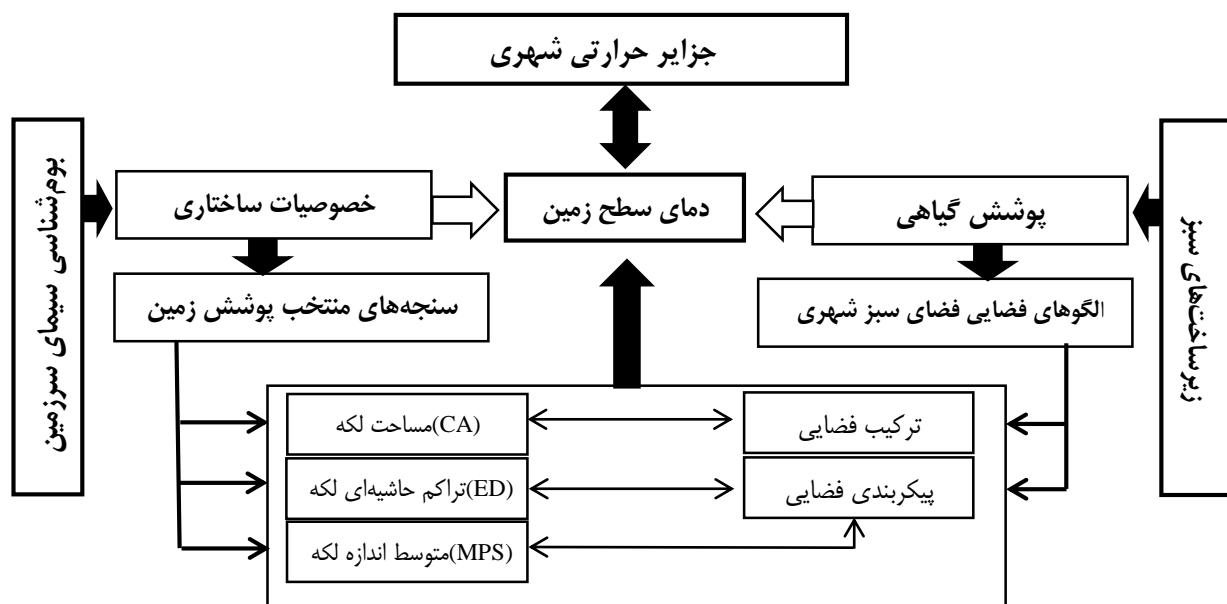 جزایر حرارتی شهری
زیرساخت‌های سبز
پوشش گیاهی
دمای سطح زمین
خصوصیات ساختاری
بوم‌شناسی سیمای سرزمین
الگوهای فضایی فضای سبز شهری
سنجه‌های منتخب پوشش زمین
ترکیب فضایی
مساحت لکه(CA)
پیکربندی فضایی
تراکم حاشیه‌ای لکه(ED)
متوسط اندازه لکه(MPS)